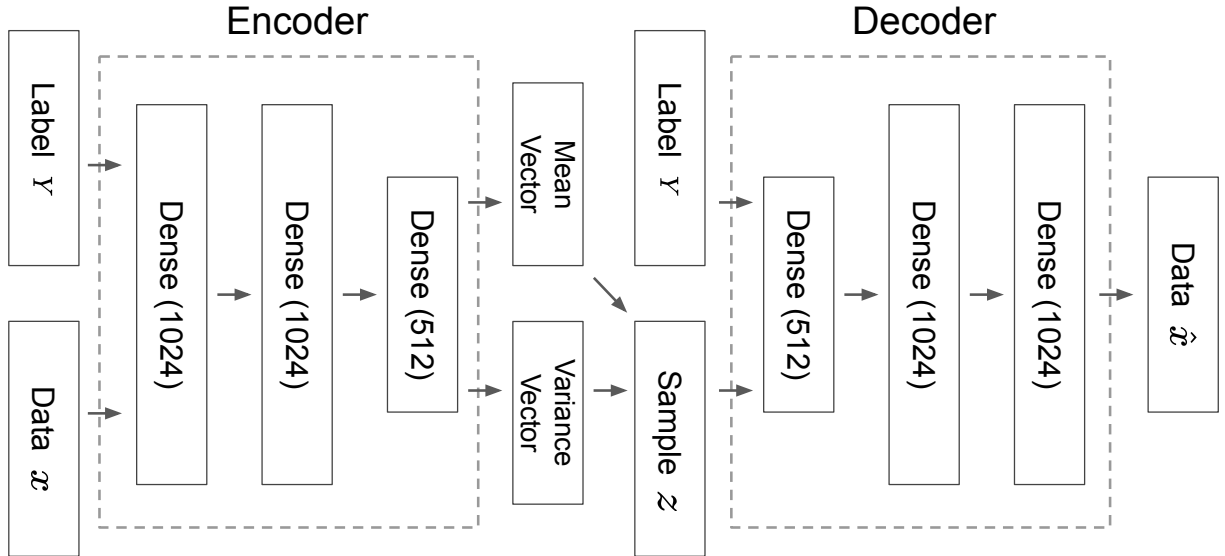 Encoder
Decoder
Label Y
Data x
Dense (1024)
Dense (1024)
Dense (512)
Mean
Vector
Variance
Vector
Label Y
Sample z
Dense (512)
Dense (1024)
Dense (1024)
Data x̂